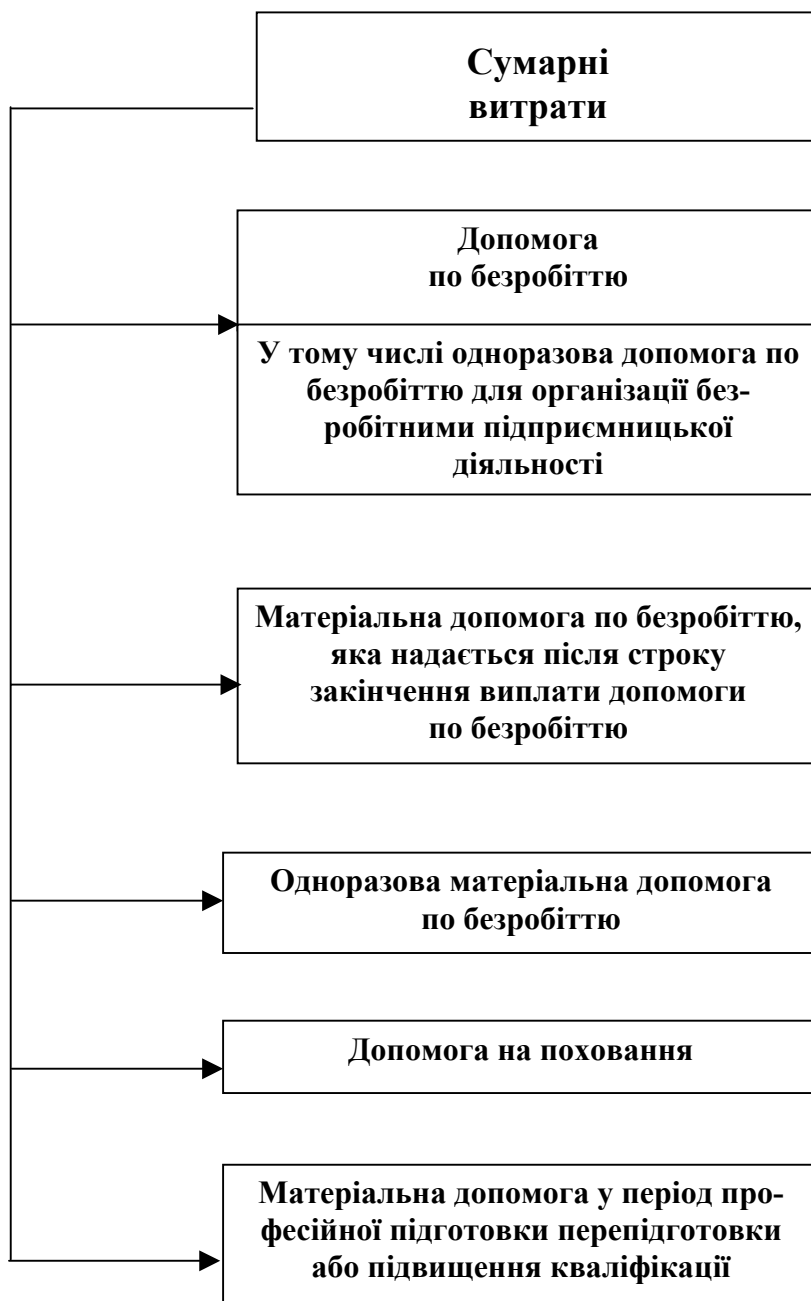 Сумарні
витрати
Допомога
по безробіттю
У тому числі одноразова допомога по
безробіттю для організації без-
робітними підприємницької
діяльності
Матеріальна допомога по безробіттю,
яка надається після строку
закінчення виплати допомоги
по безробіттю
Одноразова матеріальна допомога
по безробіттю
Допомога на поховання
Матеріальна допомога у період про-
фесійної підготовки перепідготовки
або підвищення кваліфікації